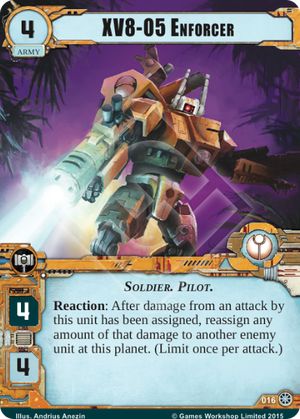 4
ARMY
XV8-05 Enforcer
Soldier. Pilot.
4
4
Reaction: After damage from an attack by
this unit has been assigned, reassign any
amount of that damage to another enemy
unit at this planet. (Limit once per attack.)
Illus. Andrius Anezin
© Games Workshop Limited 2015
016